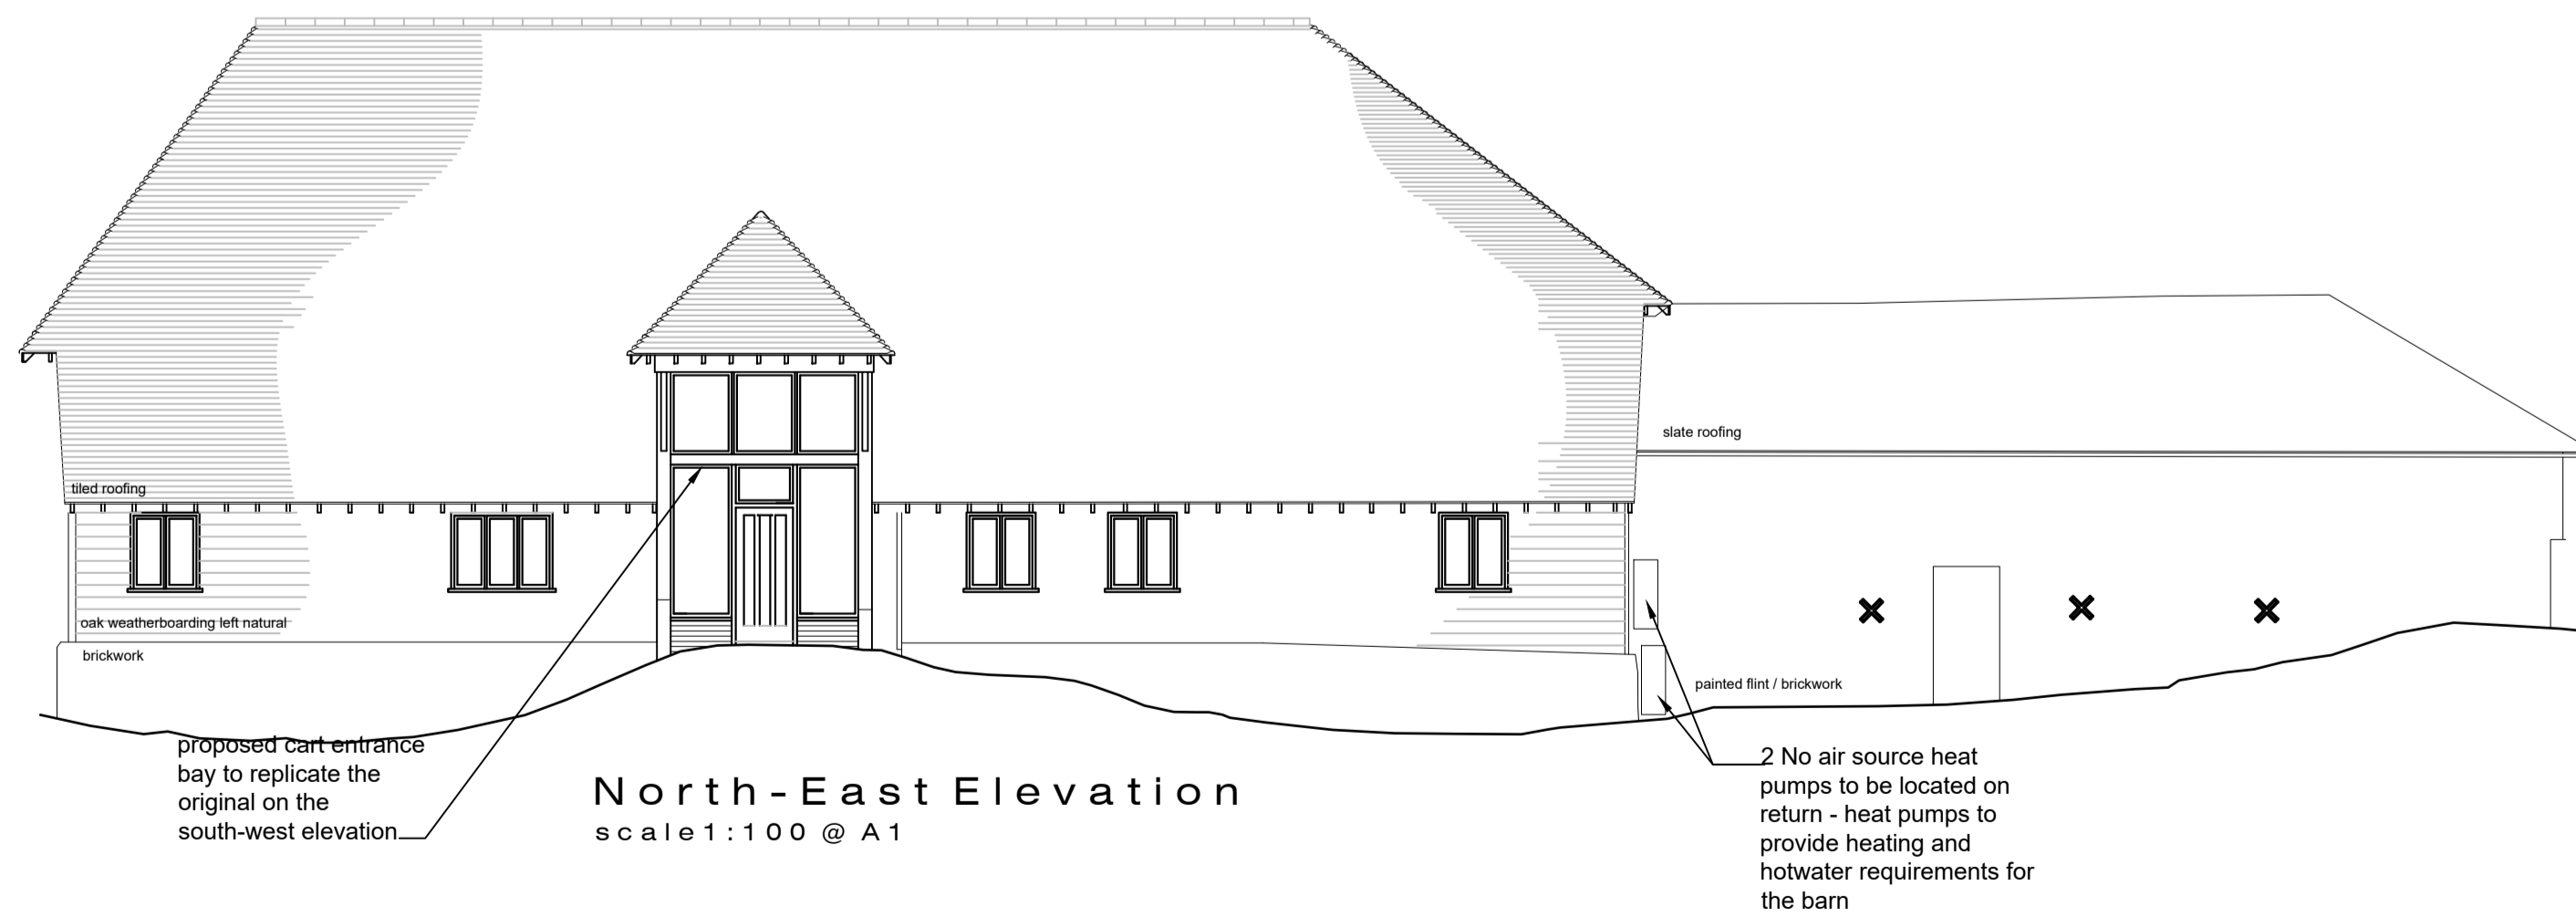 slate roofing
tiled roofing
oak weatherboarding left natural
brickwork
painted flint / brickwork
proposed cart entrance
bay to replicate the
original on the
south-west elevation
North-East Elevation
scale1:100 @ A1
2 No air source heat
pumps to be located on
return - heat pumps to
provide heating and
hotwater requirements for
the barn